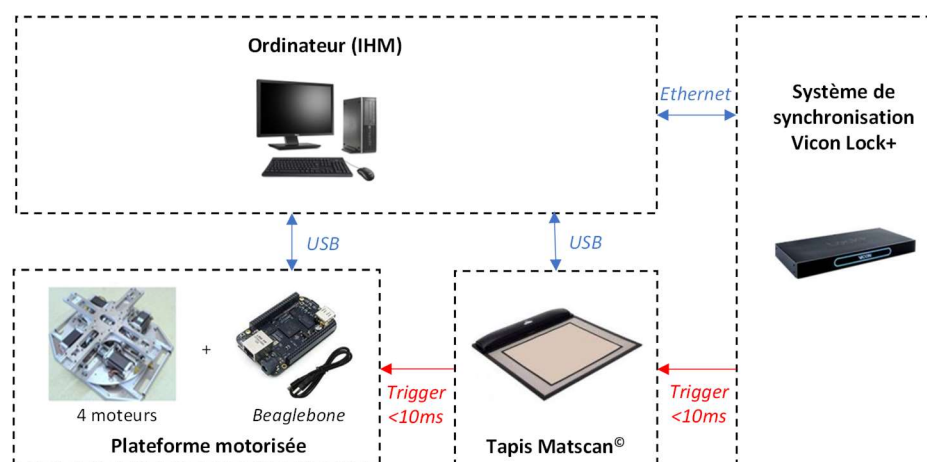 Ordinateur (IHM)
Ethernet
Système de
synchronisation
Vicon Lock+
VICON
USB
USB
+
4 moteurs
Beaglebone
Plateforme motorisée
Trigger
<10ms
Tapis Matscan©
Trigger
<10ms